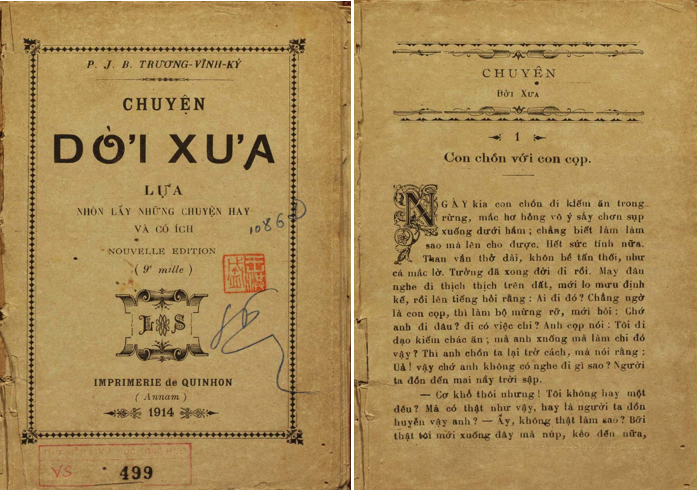 P. J. B. TRƯƠNG-VĨNH-KÝ
CHUYỆN
ĐỜI XƯA
LỰA
NHÓN LẤY NHỮNG CHUYỆN HAY
VÀ CÓ ÍCH
NOUVELLE EDITION
( 9e mille )
L S
IMPRIMERIE de QUINHON
( Annam )
1914
VS 499
CHUYỆN
ĐỜI XƯA
1
Con chồn với con cọp.
NGÀY kia con chồn đi kiếm ăn trong
rừng, mắc hơ hỏng vô ý sẩy chơn sụp
xuống dưới hầm ; chẳng biết làm làm
sao mà lên cho được. Hết sức tính nữa.
Than vắn thở dài, khôn bề tấn thối, như
cá mắc lờ. Tưởng đã xong đời đi rồi. May đâu
nghe đi thịch thịch trên đất, mới lo mưu định
kế, rồi lên tiếng hỏi rằng : Ai đi đó ? Chẳng ngờ
là con cọp, thì làm bộ mừng rỡ, mới hỏi : Chớ
anh đi đâu ? đi có việc chi ? Anh cọp nói : Tôi đi
dạo kiếm chác ăn ; mà anh xuống mà làm chi đó
vậy ? Thì anh chồn ta lại trở cách, mà nói rằng ;
Uả ! vậy chớ anh không có nghe đi gì sao ? Người
ta đồn đến mai nầy trời sập.
— Cơ khổ thôi nhưng ! Tôi không hay một
đều ? Mà có thật như vậy, hay là người ta đồn
huyễn vậy anh ? — Ấy, không thật làm sao ? Bởi
thật tôi mới xuống đây mà núp, kẻo đến nữa,